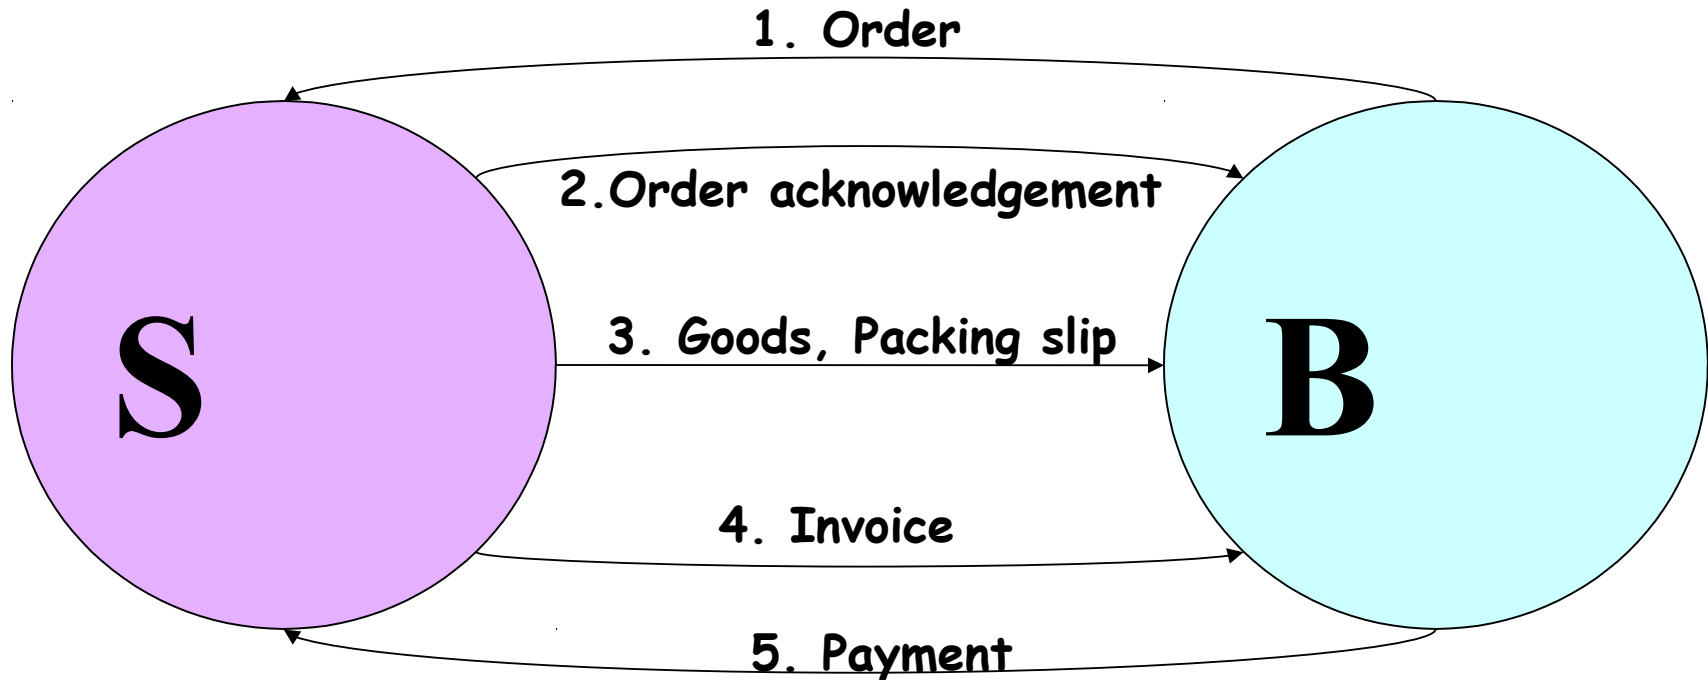 1. Order
2.Order acknowledgement
3. Goods, Packing slip
S
B
4. Invoice
5. Payment